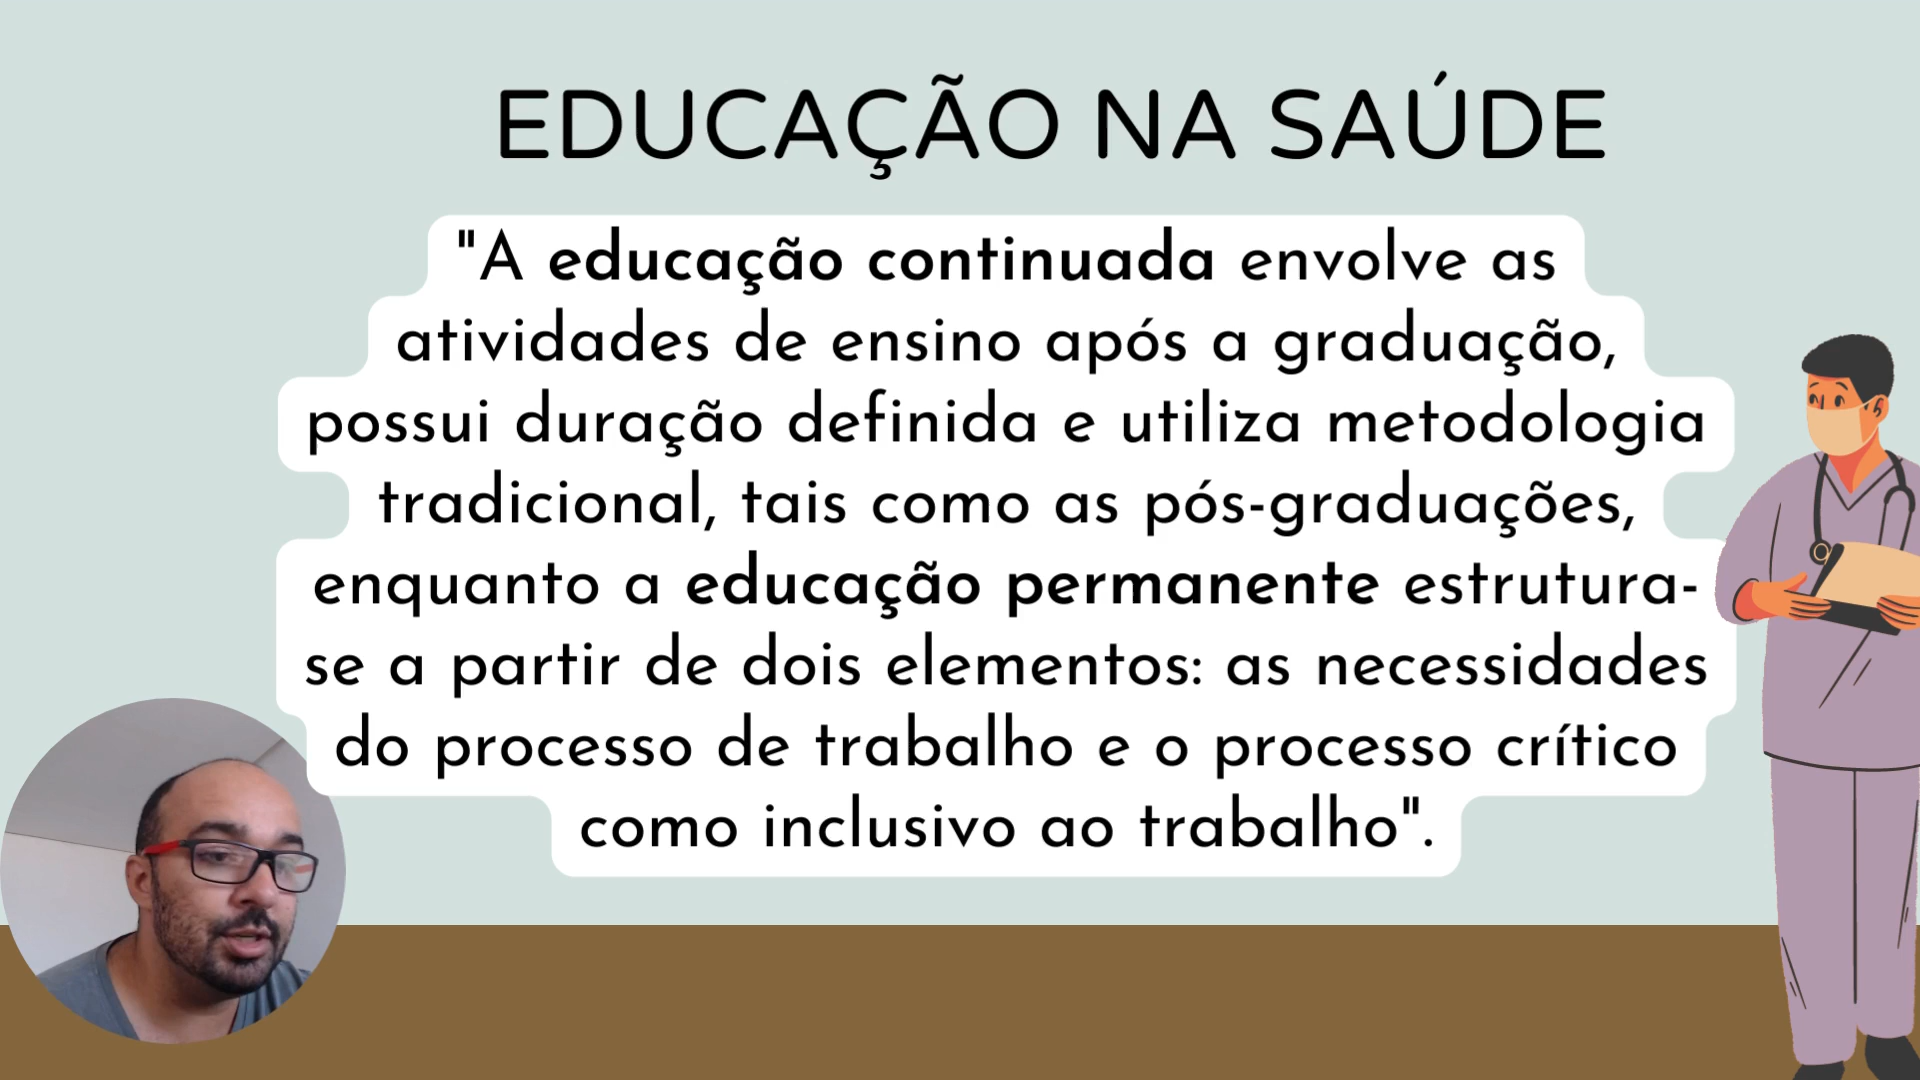 EDUCAÇÃO NA SAÚDE
"A educação continuada envolve as
atividades de ensino após a graduação,
possui duração definida e utiliza metodologia
tradicional, tais como as pós-graduações,
enquanto a educação permanente estrutura-
se a partir de dois elementos: as necessidades
do processo de trabalho e o processo crítico
como inclusivo ao trabalho".